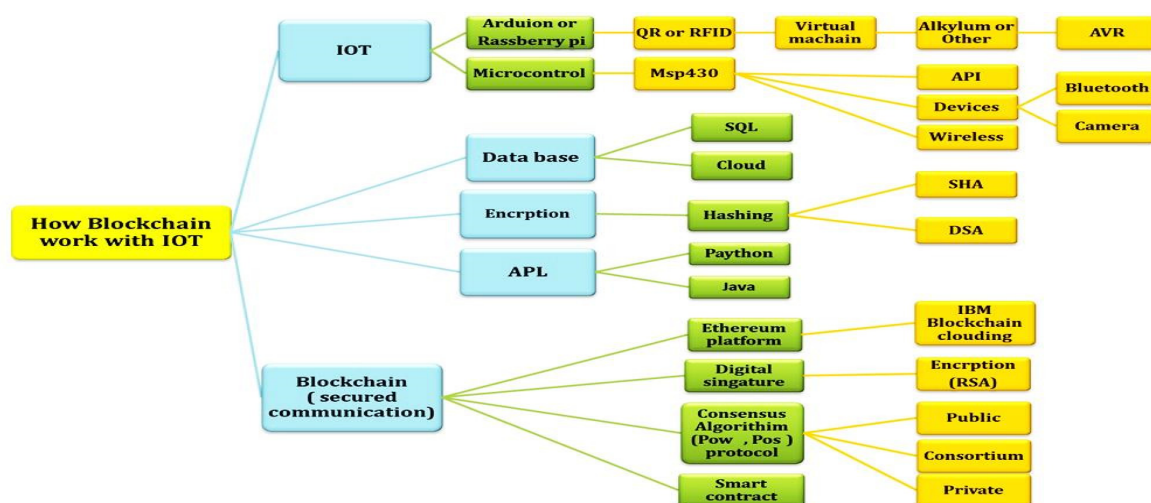 How Blockchain
work with IOT
IOT
Arduion or
Rassberry pi
QR or RFID
Virtual
machain
Alkylum or
Other
AVR
Microcontrol
Msp430
API
Devices
Wireless
Bluetooth
Camera
Data base
SQL
Cloud
Encrption
Hashing
SHA
DSA
APL
Paython
Java
Blockchain
( secured
communication)
Ethereum
platform
IBM
Blockchain
clouding
Digital
singature
Encrption
(RSA)
Consensus
Algorithim
(Pow , Pos )
protocol
Public
Consortium
Private
Smart
contract